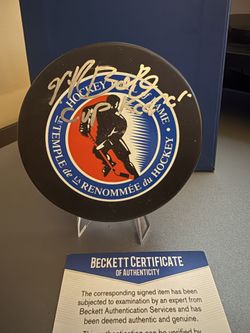 HOCKEY HALL OF FAME
LE TEMPLE DE LA RENOMMÉE DU HOCKEY
BECKETT CERTIFICATE
OF AUTHENTICITY
The corresponding signed item has been
subjected to examination by an expert from
Beckett Authentication Services and has
been deemed authentic and genuine.